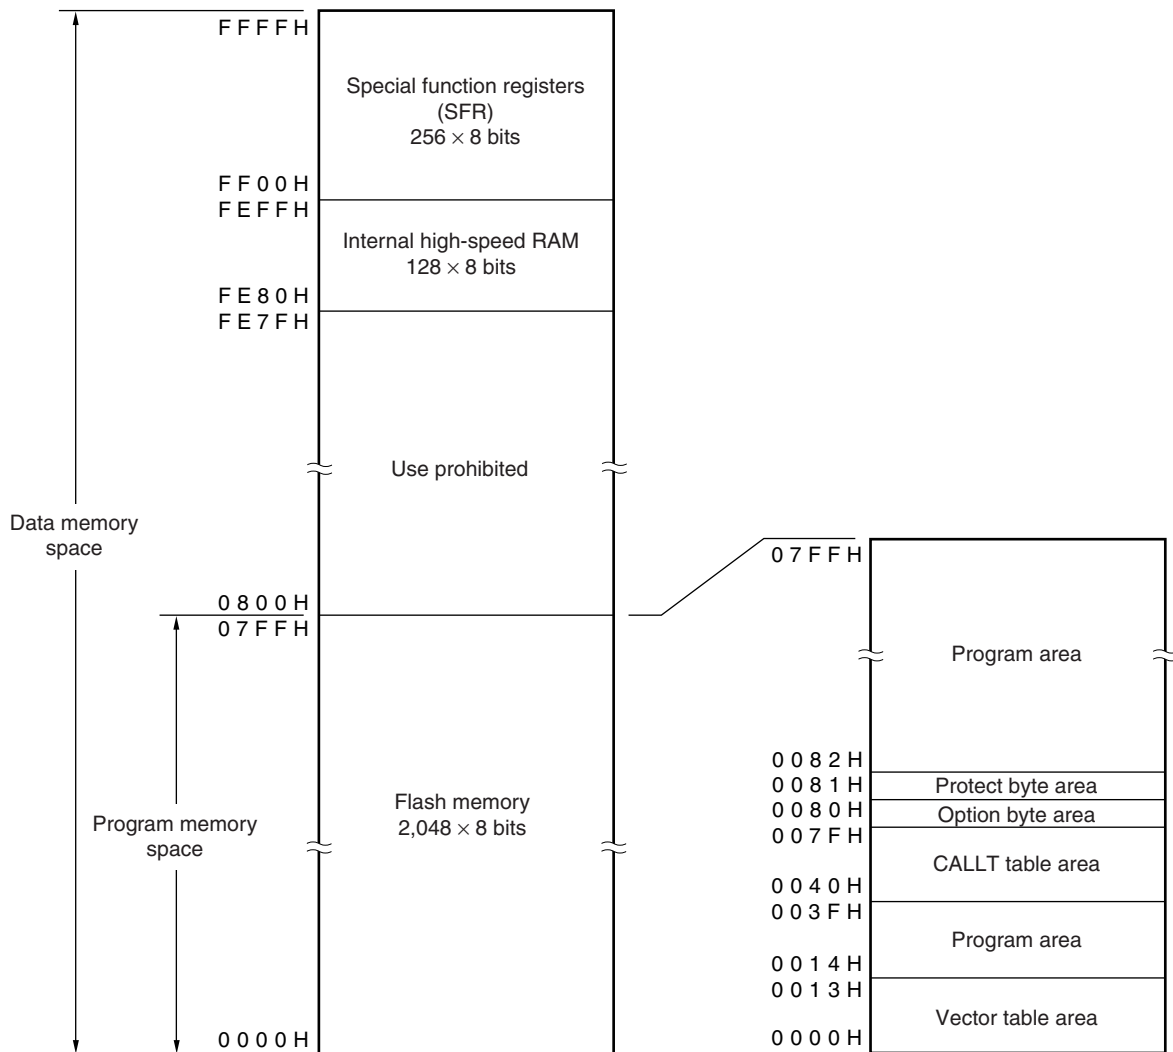 FFFFH
Special function registers
(SFR)
256 × 8 bits
FF00H
FEFFH
Internal high-speed RAM
128 × 8 bits
FE80H
FE7FH
Use prohibited
Data memory
space
0800H
07FFH
Program memory
space
Flash memory
2,048 × 8 bits
0000H
07FFH
Program area
0082H
0081H
Protect byte area
0080H
Option byte area
007FH
CALLT table area
0040H
003FH
Program area
0014H
0013H
Vector table area
0000H